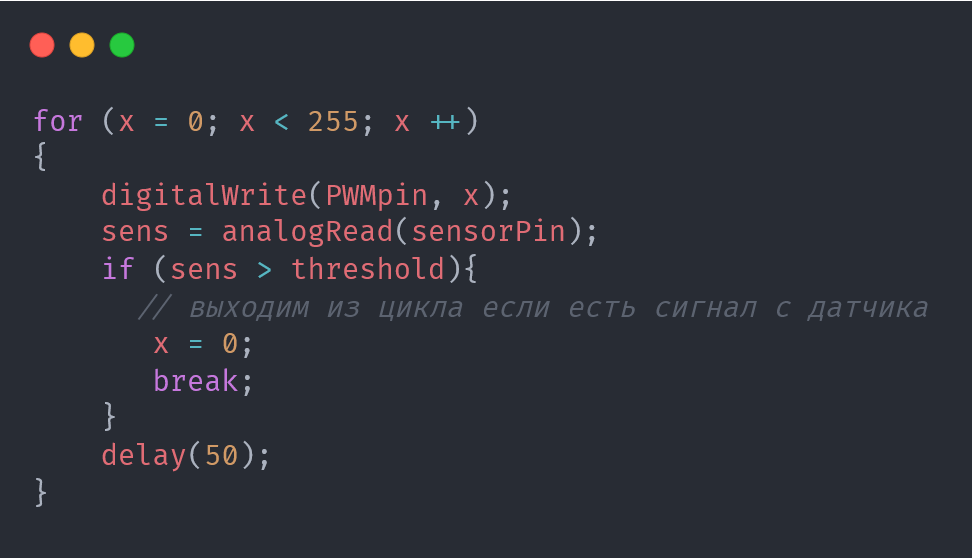 for (x = 0; x < 255; x ++)
{
    digitalWrite(PWMpin, x);
    sens = analogRead(sensorPin);
    if (sens > threshold){
      // выходим из цикла если есть сигнал с датчика
       x = 0;
       break;
    }
    delay(50);
}